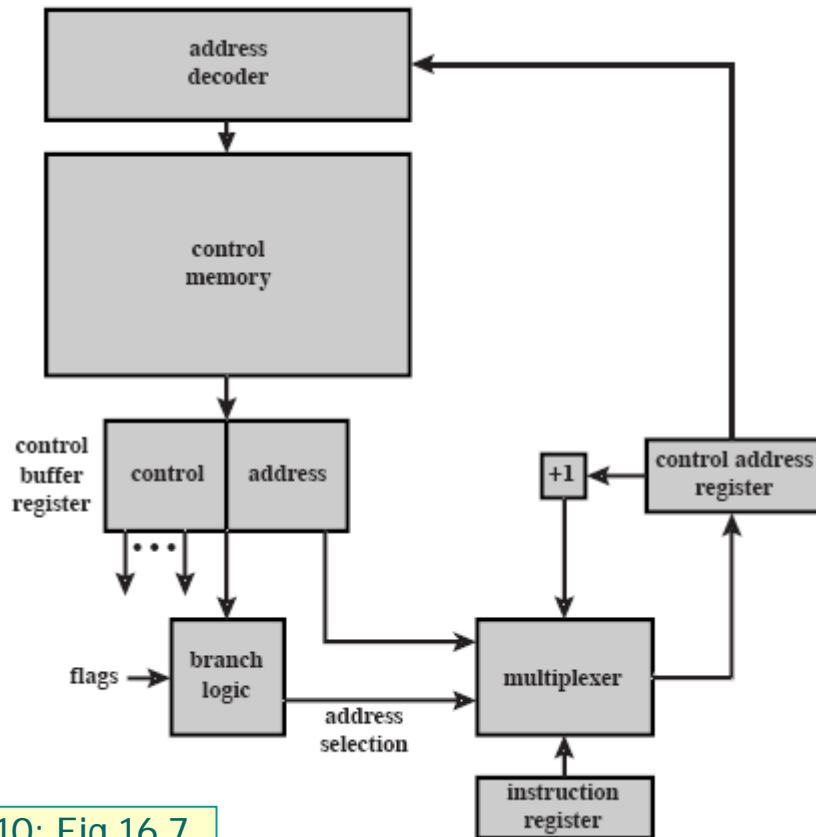 address
decoder
control
memory
control
buffer
register
control
address
+1
control address
register
flags
branch
logic
address
selection
multiplexer
instruction
register
10: Fig 16.7